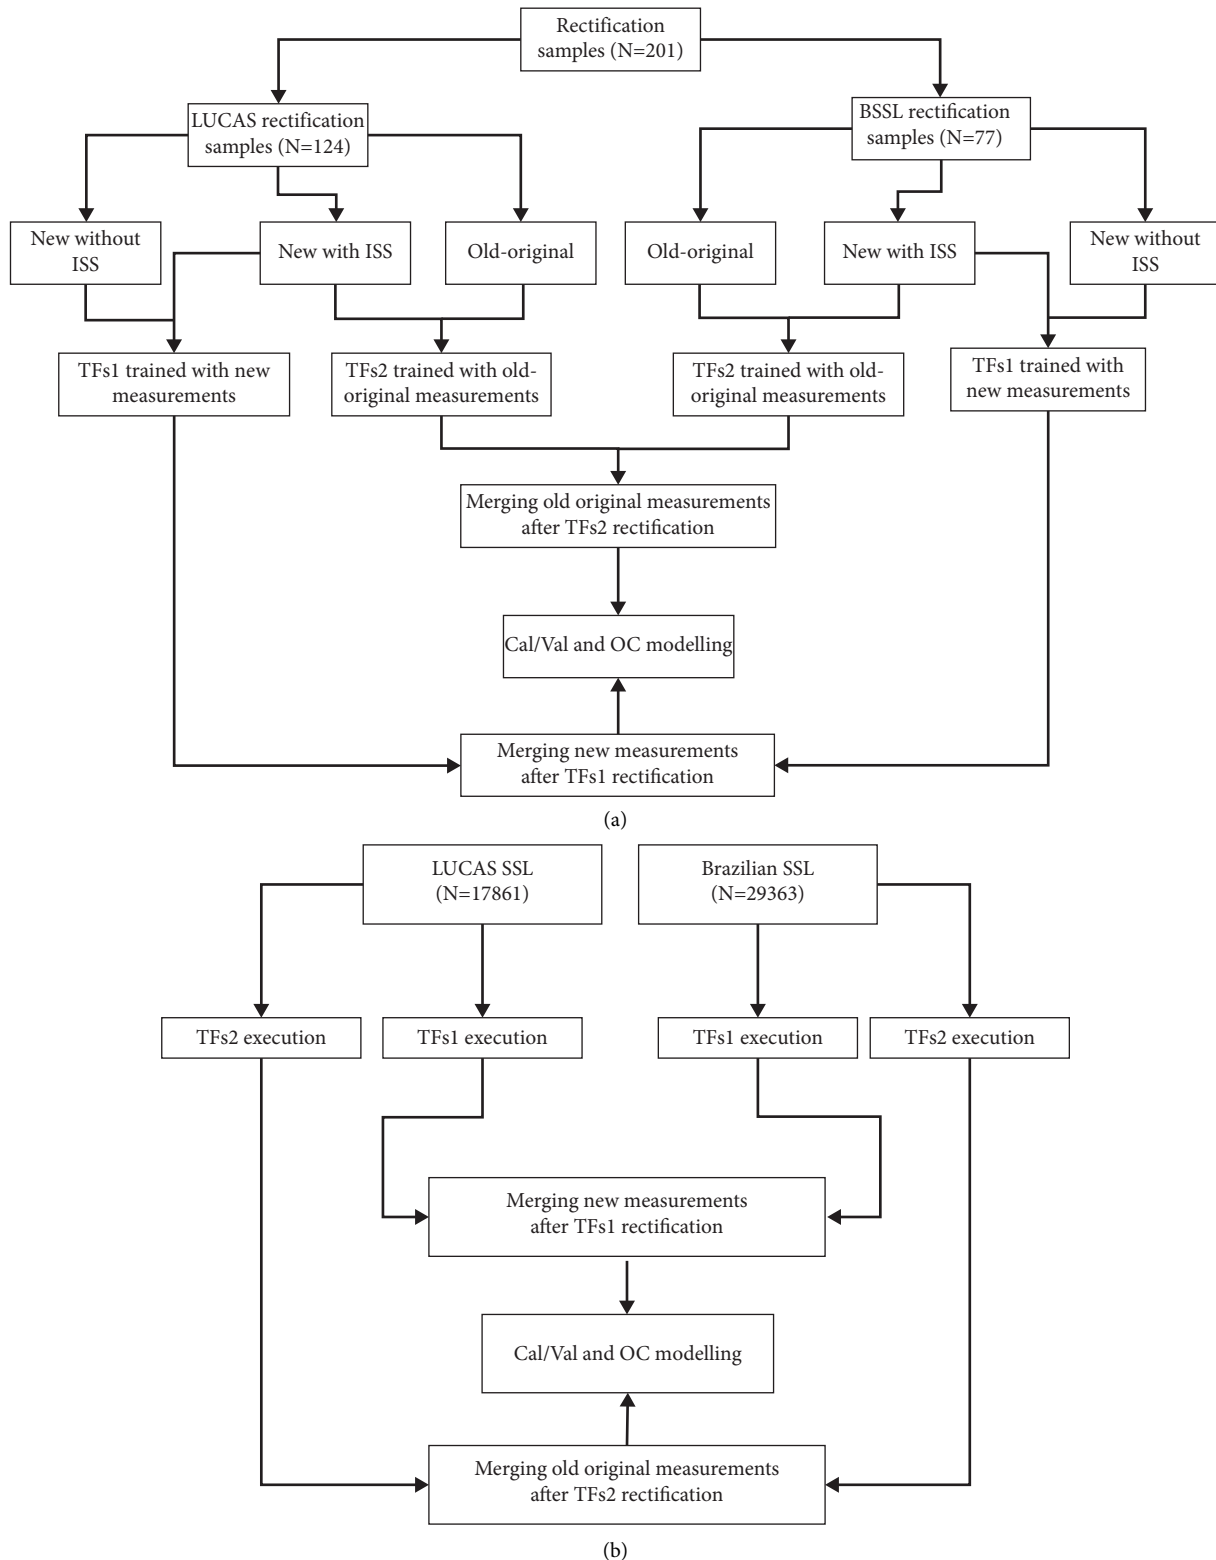 Rectification
samples (N=201)
LUCAS rectification
samples (N=124)
BSSL rectification
samples (N=77)
New without
ISS
New with ISS
Old-original
Old-original
New with ISS
New without
ISS
TFs1 trained with new
measurements
TFs2 trained with old-
original measurements
TFs2 trained with old-
original measurements
TFs1 trained with
new measurements
Merging old original measurements
after TFs2 rectification
Cal/Val and OC modelling
Merging new measurements
after TFs1 rectification
(a)
LUCAS SSL
(N=17861)
Brazilian SSL
(N=29363)
TFs2 execution
TFs1 execution
TFs1 execution
TFs2 execution
Merging new measurements
after TFs1 rectification
Cal/Val and OC modelling
Merging old original measurements
after TFs2 rectification
(b)